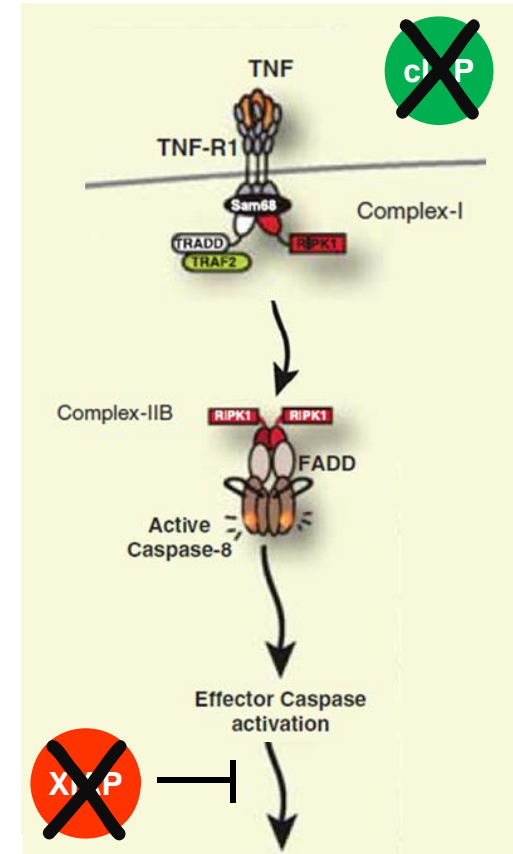 TNF
TNF-R1
Sam68
Complex-I
TRADD
RIPK1
TRAF2
Complex-IIB
RIPK1
RIPK1
FADD
Active
Caspase-8
Effector Caspase
activation